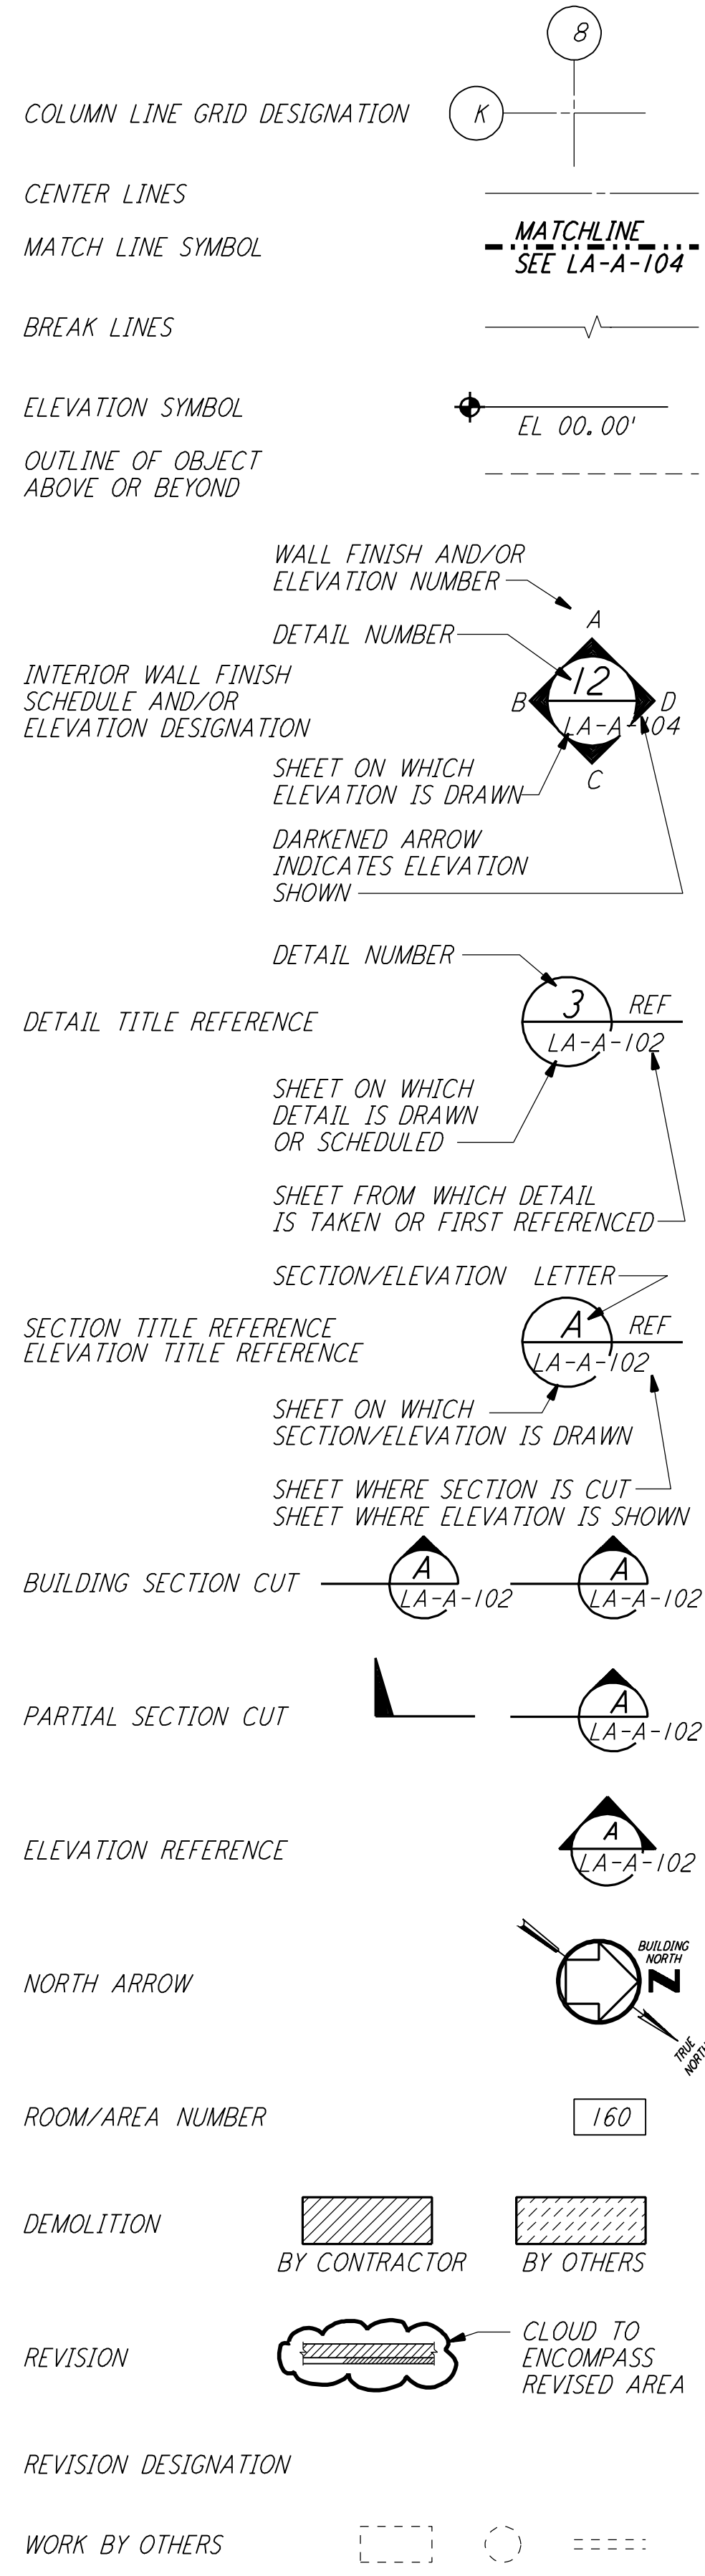 8
COLUMN LINE GRID DESIGNATION
K
CENTER LINES
MATCHLINE
MATCH LINE SYMBOL
SEE LA-A-104
BREAK LINES
ELEVATION SYMBOL
EL 00.00'
OUTLINE OF OBJECT
ABOVE OR BEYOND
WALL FINISH AND/OR
ELEVATION NUMBER
A
DETAIL NUMBER
INTERIOR WALL FINISH
SCHEDULE AND/OR
ELEVATION DESIGNATION
12
B
D
LA-A-104
C
SHEET ON WHICH
ELEVATION IS DRAWN
DARKENED ARROW
INDICATES ELEVATION
SHOWN
DETAIL NUMBER
3
REF
DETAIL TITLE REFERENCE
LA-A-102
SHEET ON WHICH
DETAIL IS DRAWN
OR SCHEDULED
SHEET FROM WHICH DETAIL
IS TAKEN OR FIRST REFERENCED
SECTION/ELEVATION LETTER
SECTION TITLE REFERENCE
ELEVATION TITLE REFERENCE
A
REF
LA-A-102
SHEET ON WHICH
SECTION/ELEVATION IS DRAWN
SHEET WHERE SECTION IS CUT
SHEET WHERE ELEVATION IS SHOWN
BUILDING SECTION CUT
A
LA-A-102
A
LA-A-102
PARTIAL SECTION CUT
A
LA-A-102
ELEVATION REFERENCE
A
LA-A-102
NORTH ARROW
BUILDING
NORTH
N
TRUE
NORTH
ROOM/AREA NUMBER
160
DEMOLITION
BY CONTRACTOR
BY OTHERS
REVISION
CLOUD TO
ENCOMPASS
REVISED AREA
REVISION DESIGNATION
WORK BY OTHERS